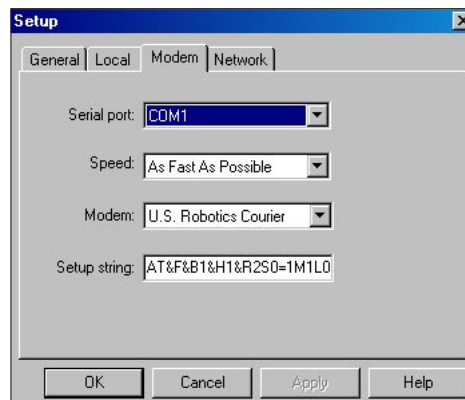 Setup
General Local Modem Network
Serial port: COM1
Speed: As Fast As Possible
Modem: U.S. Robotics Courier
Setup string: AT&F&B1&H1&R2S0=1M1L0
OK Cancel Apply Help